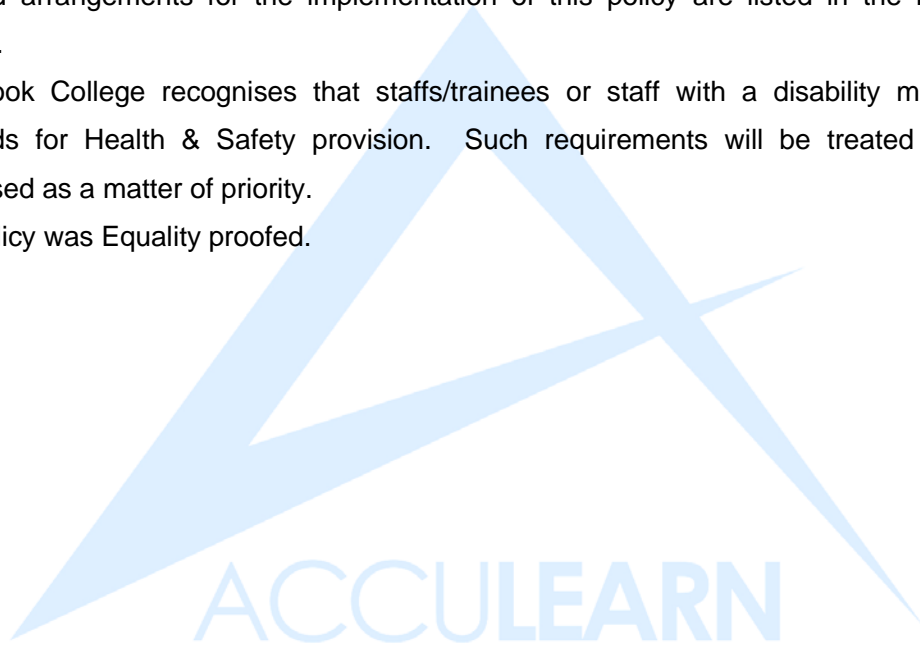 arrangements for the implementation of this policy are listed in the
ook College recognises that staffs/trainees or staff with a disability m
ds for Health & Safety provision. Such requirements will be treated
sed as a matter of priority.
licy was Equality proofed.
ACCULEARN